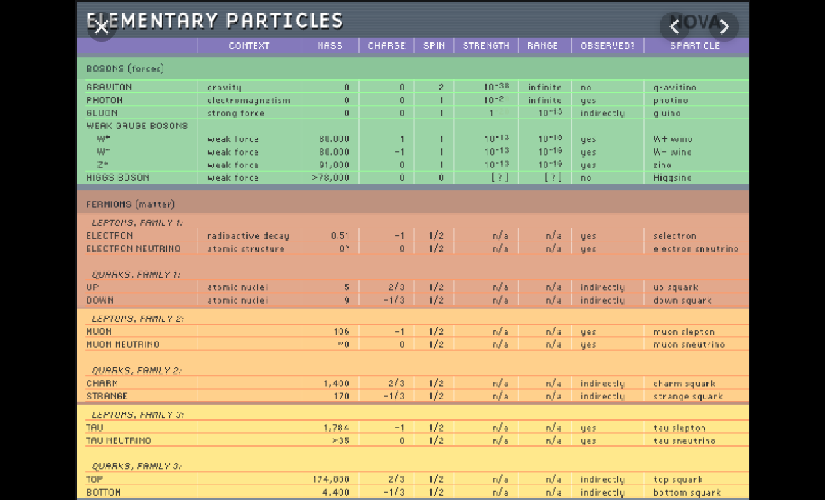 ELEMENTARY PARTICLES NOVA
CONTEXT MASS CHARGE SPIN STRENGTH RANGE OBSERVED? SPARTICLE
BOSONS (forces)
GRAVITON gravity 0 0 2 10-38 infinite no gravitino
PHOTON electromagnetism 0 0 1 10-2 infinite yes photino
GLUON strong force 0 0 1 1 10-15 indirectly gluino
WEAK GAUGE BOSONS
W+ weak force 80,000 1 1 10-13 10-18 yes W+ wino
W- weak force 80,000 -1 1 10-13 10-18 yes W- wino
Z0 weak force 91,000 0 1 10-13 10-18 yes zino
HIGGS BOSON weak force >78,000 0 0 [?] [?] no Higgsino
FERMIONS (matter)
LEPTONS, FAMILY 1:
ELECTRON radioactive decay 0.51 -1 1/2 n/a n/a yes selectron
ELECTRON NEUTRINO atomic structure 0 1/2 n/a n/a yes electron sneutrino
QUARKS, FAMILY 1:
UP atomic nuclei 5 2/3 1/2 n/a n/a indirectly up squark
DOWN atomic nuclei 9 -1/3 1/2 n/a n/a indirectly down squark
LEPTONS, FAMILY 2:
MUON 106 -1 1/2 n/a n/a yes muon slepton
MUON NEUTRINO ~0 0 1/2 n/a n/a yes muon sneutrino
QUARKS, FAMILY 2:
CHARM 1,400 2/3 1/2 n/a n/a indirectly charm squark
STRANGE 170 -1/3 1/2 n/a n/a indirectly strange squark
LEPTONS, FAMILY 3:
TAU 1,784 -1 1/2 n/a n/a yes tau slepton
TAU NEUTRINO >35 0 1/2 n/a n/a yes tau sneutrino
QUARKS, FAMILY 3:
TOP 174,000 2/3 1/2 n/a n/a indirectly top squark
BOTTOM 4,400 -1/3 1/2 n/a n/a indirectly bottom squark